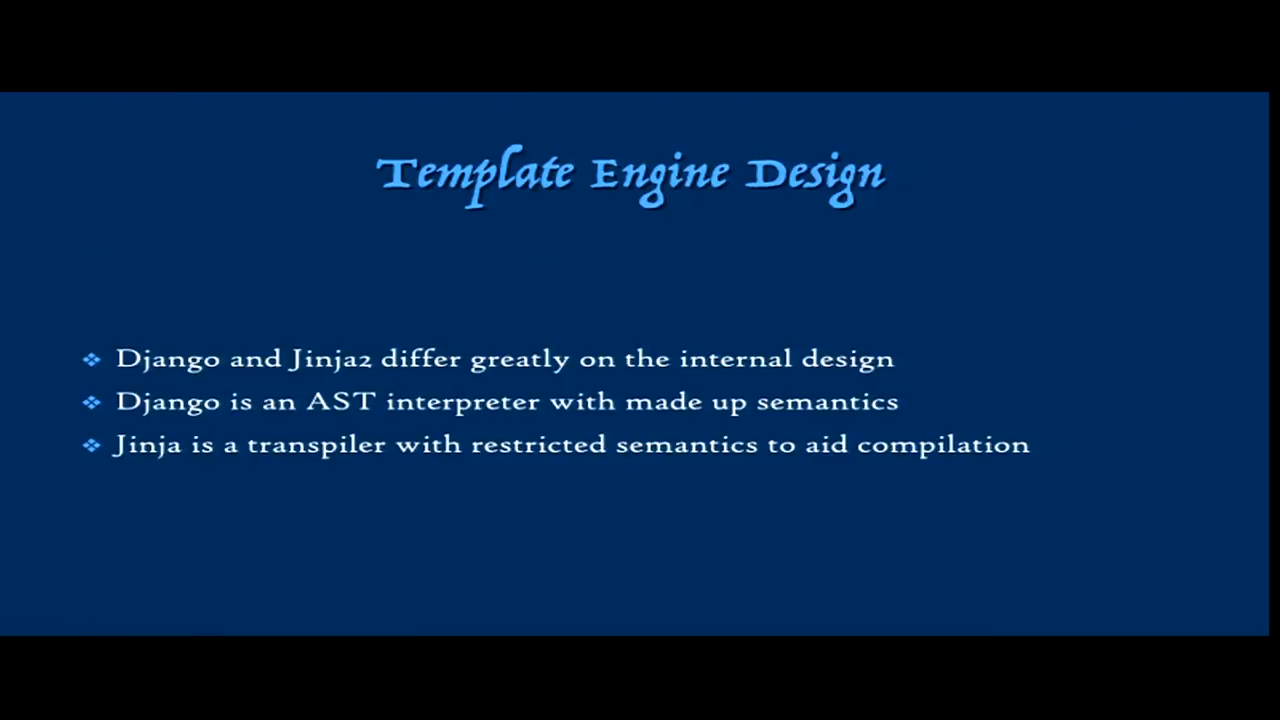 Template Engine Design
Django and Jinja2 differ greatly on the internal design
Django is an AST interpreter with made up semantics
Jinja is a transpiler with restricted semantics to aid compilation